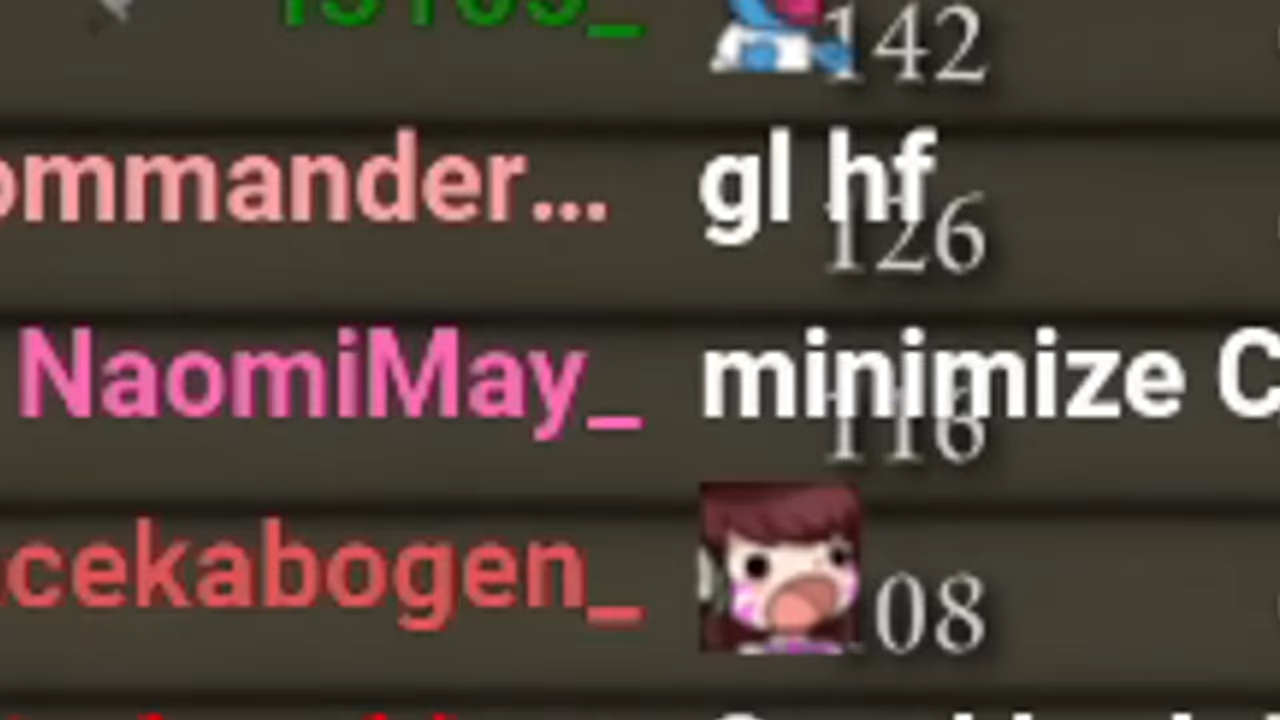 142
ommander... gl hf
126
NaomiMay_ minimize C
116
cekabogen_
08